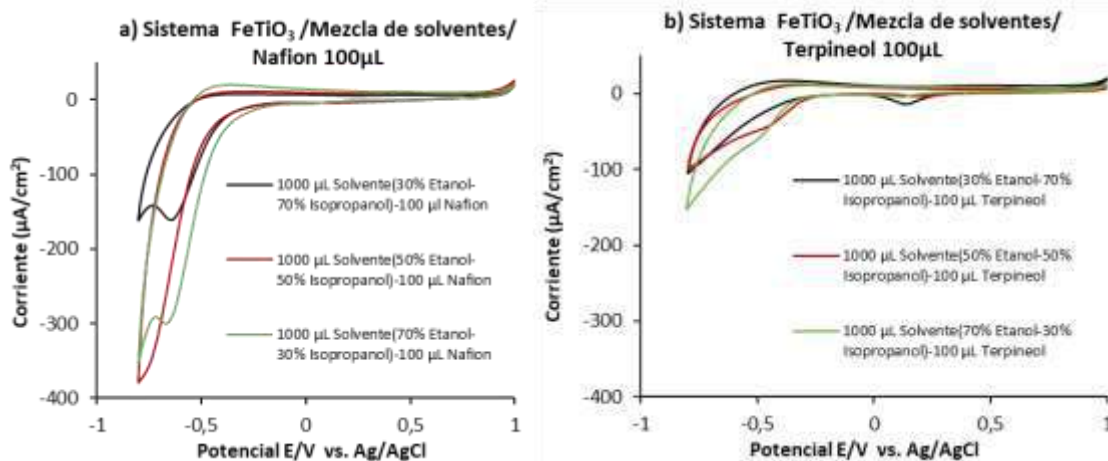 a) Sistema FeTiO₃ /Mezcla de solventes/
Nafion 100µL
0
-100
-200
-300
-400
-1
-0,5
0
0,5
1
Corriente (µA/cm²)
Potencial E/V vs. Ag/AgCl
1000 µL Solvente(30% Etanol-
70% Isopropanol)-100 µl Nafion
1000 µL Solvente(50% Etanol-
50% Isopropanol)-100 µL Nafion
1000 µL Solvente(70% Etanol-
30% Isopropanol)-100 µL Nafion
b) Sistema FeTiO₃ /Mezcla de solventes/
Terpineol 100µL
0
-100
-200
-300
-400
-1
-0,5
0
0,5
1
Corriente (µA/cm²)
Potencial E/V vs. Ag/AgCl
1000 µL Solvente(30% Etanol-70%
Isopropanol)-100 µL Terpineol
1000 µL Solvente(50% Etanol-50%
Isopropanol)-100 µL Terpineol
1000 µL Solvente(70% Etanol-30%
Isopropanol)-100 µL Terpineol